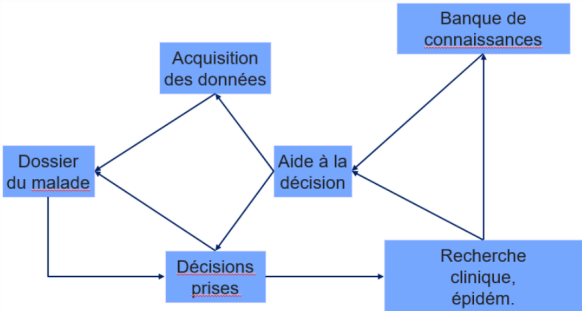 Banque de
connaissances
Acquisition
des données
Dossier
du malade
Aide à la
décision
Décisions
prises
Recherche
clinique,
épidém.